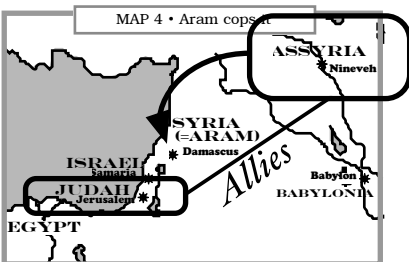 MAP 4 • Aram cops it
ASSYRIA
Nineveh
SYRIA
(=ARAM)
Damascus
ISRAEL
Samaria
Allies
JUDAH
Jerusalem
Babylon
BABYLONIA
EGYPT